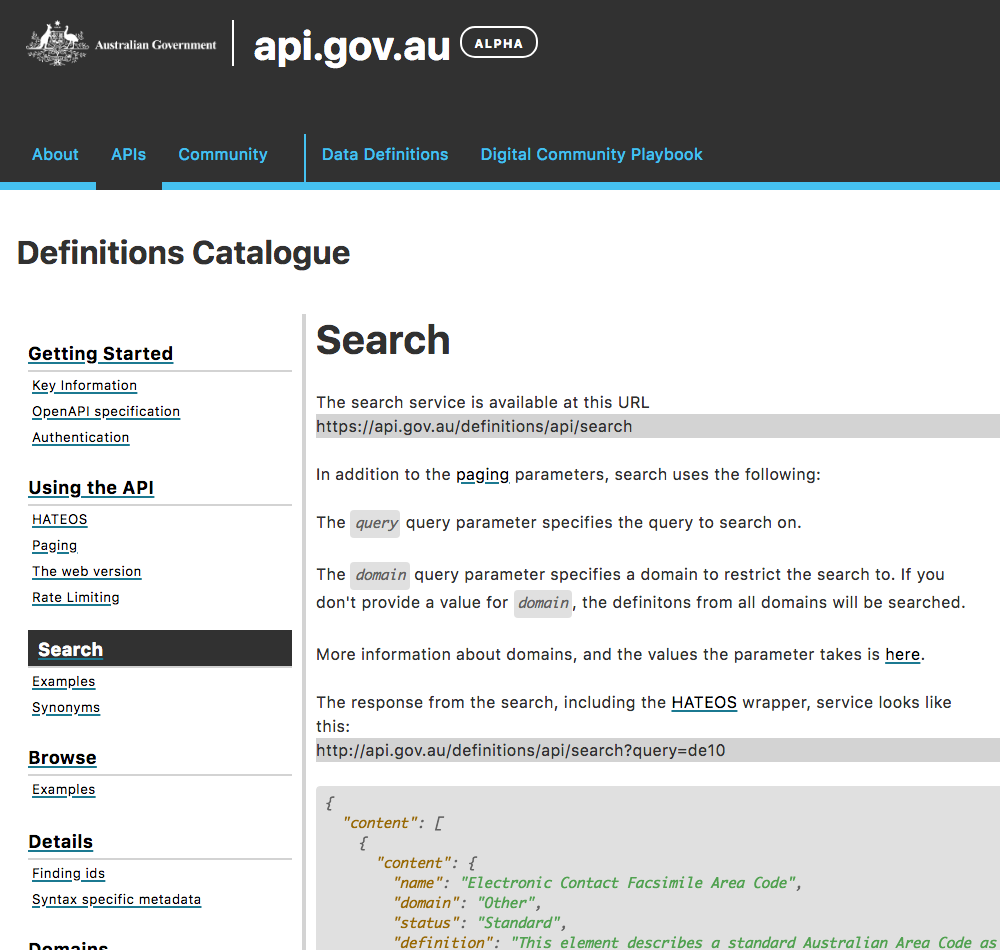 Australian Government
api.gov.au ALPHA
About APIs Community Data Definitions Digital Community Playbook
Definitions Catalogue
Getting Started
Key Information
OpenAPI specification
Authentication
Using the API
HATEOS
Paging
The web version
Rate Limiting
Search
Examples
Synonyms
Browse
Examples
Details
Finding ids
Syntax specific metadata
Domains
Search
The search service is available at this URL
https://api.gov.au/definitions/api/search
In addition to the paging parameters, search uses the following:
The query query parameter specifies the query to search on.
The domain query parameter specifies a domain to restrict the search to. If you
don't provide a value for domain, the definitons from all domains will be searched.
More information about domains, and the values the parameter takes is here.
The response from the search, including the HATEOS wrapper, service looks like
this:
http://api.gov.au/definitions/api/search?query=de10
{
"content": [
{
"content": {
"name": "Electronic Contact Facsimile Area Code",
"domain": "Other",
"status": "Standard",
"definition": "This element describes a standard Australian Area Code as